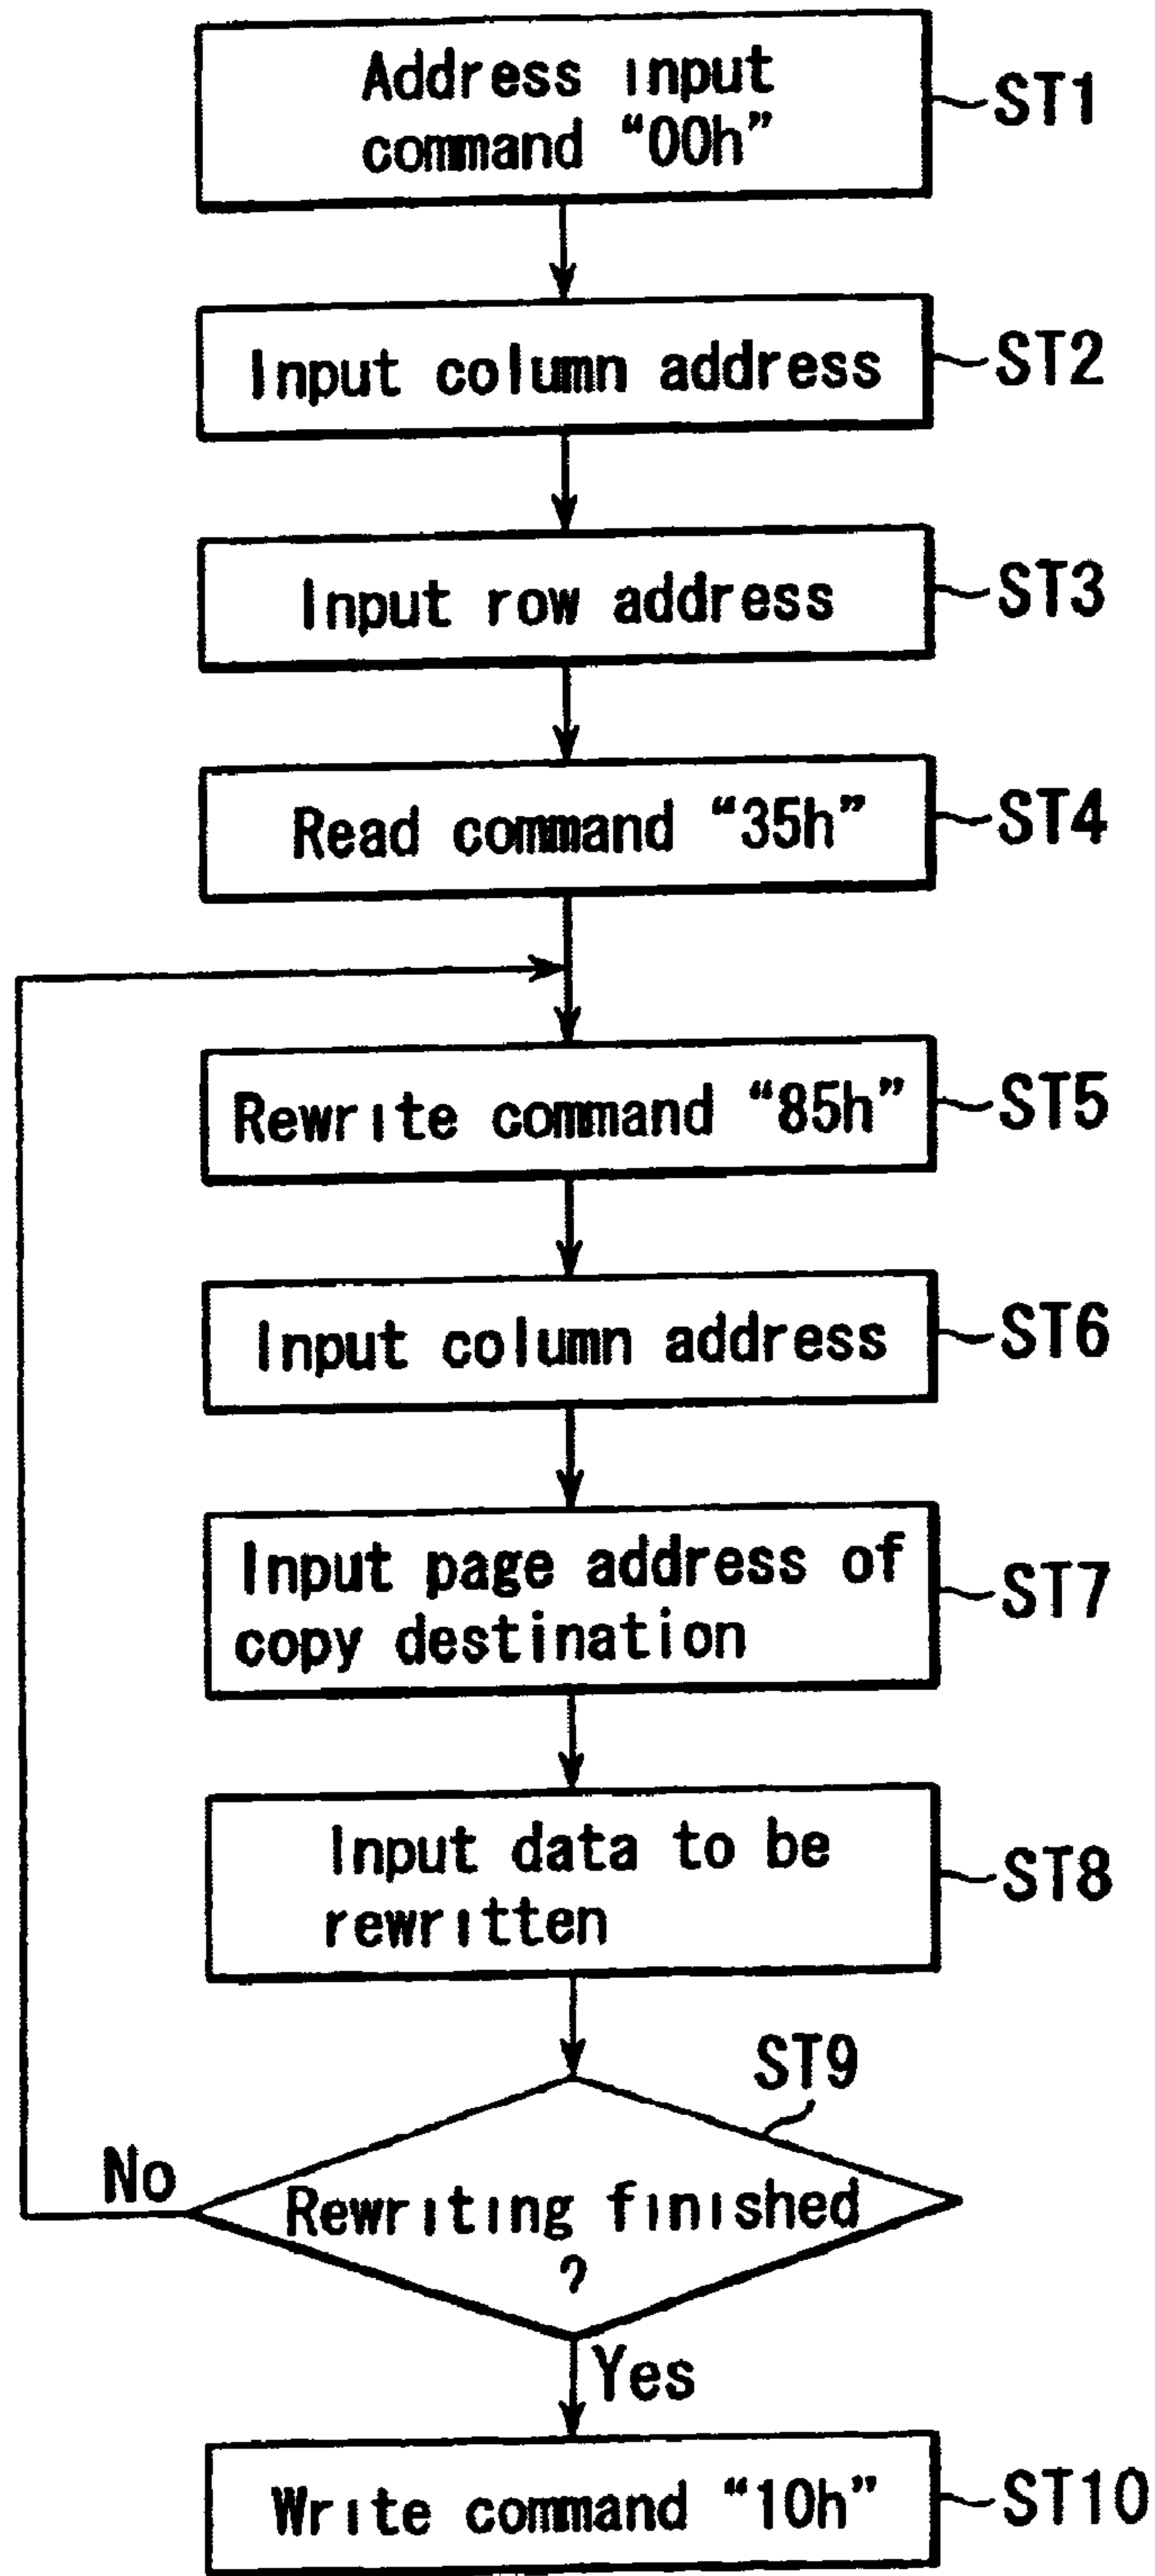 Address input
command “00h”
ST1
Input column address
ST2
Input row address
ST3
Read command “35h”
ST4
Rewrite command “85h”
ST5
Input column address
ST6
Input page address of
copy destination
ST7
Input data to be
rewritten
ST8
ST9
No
Rewriting finished
?
Yes
Write command “10h”
ST10